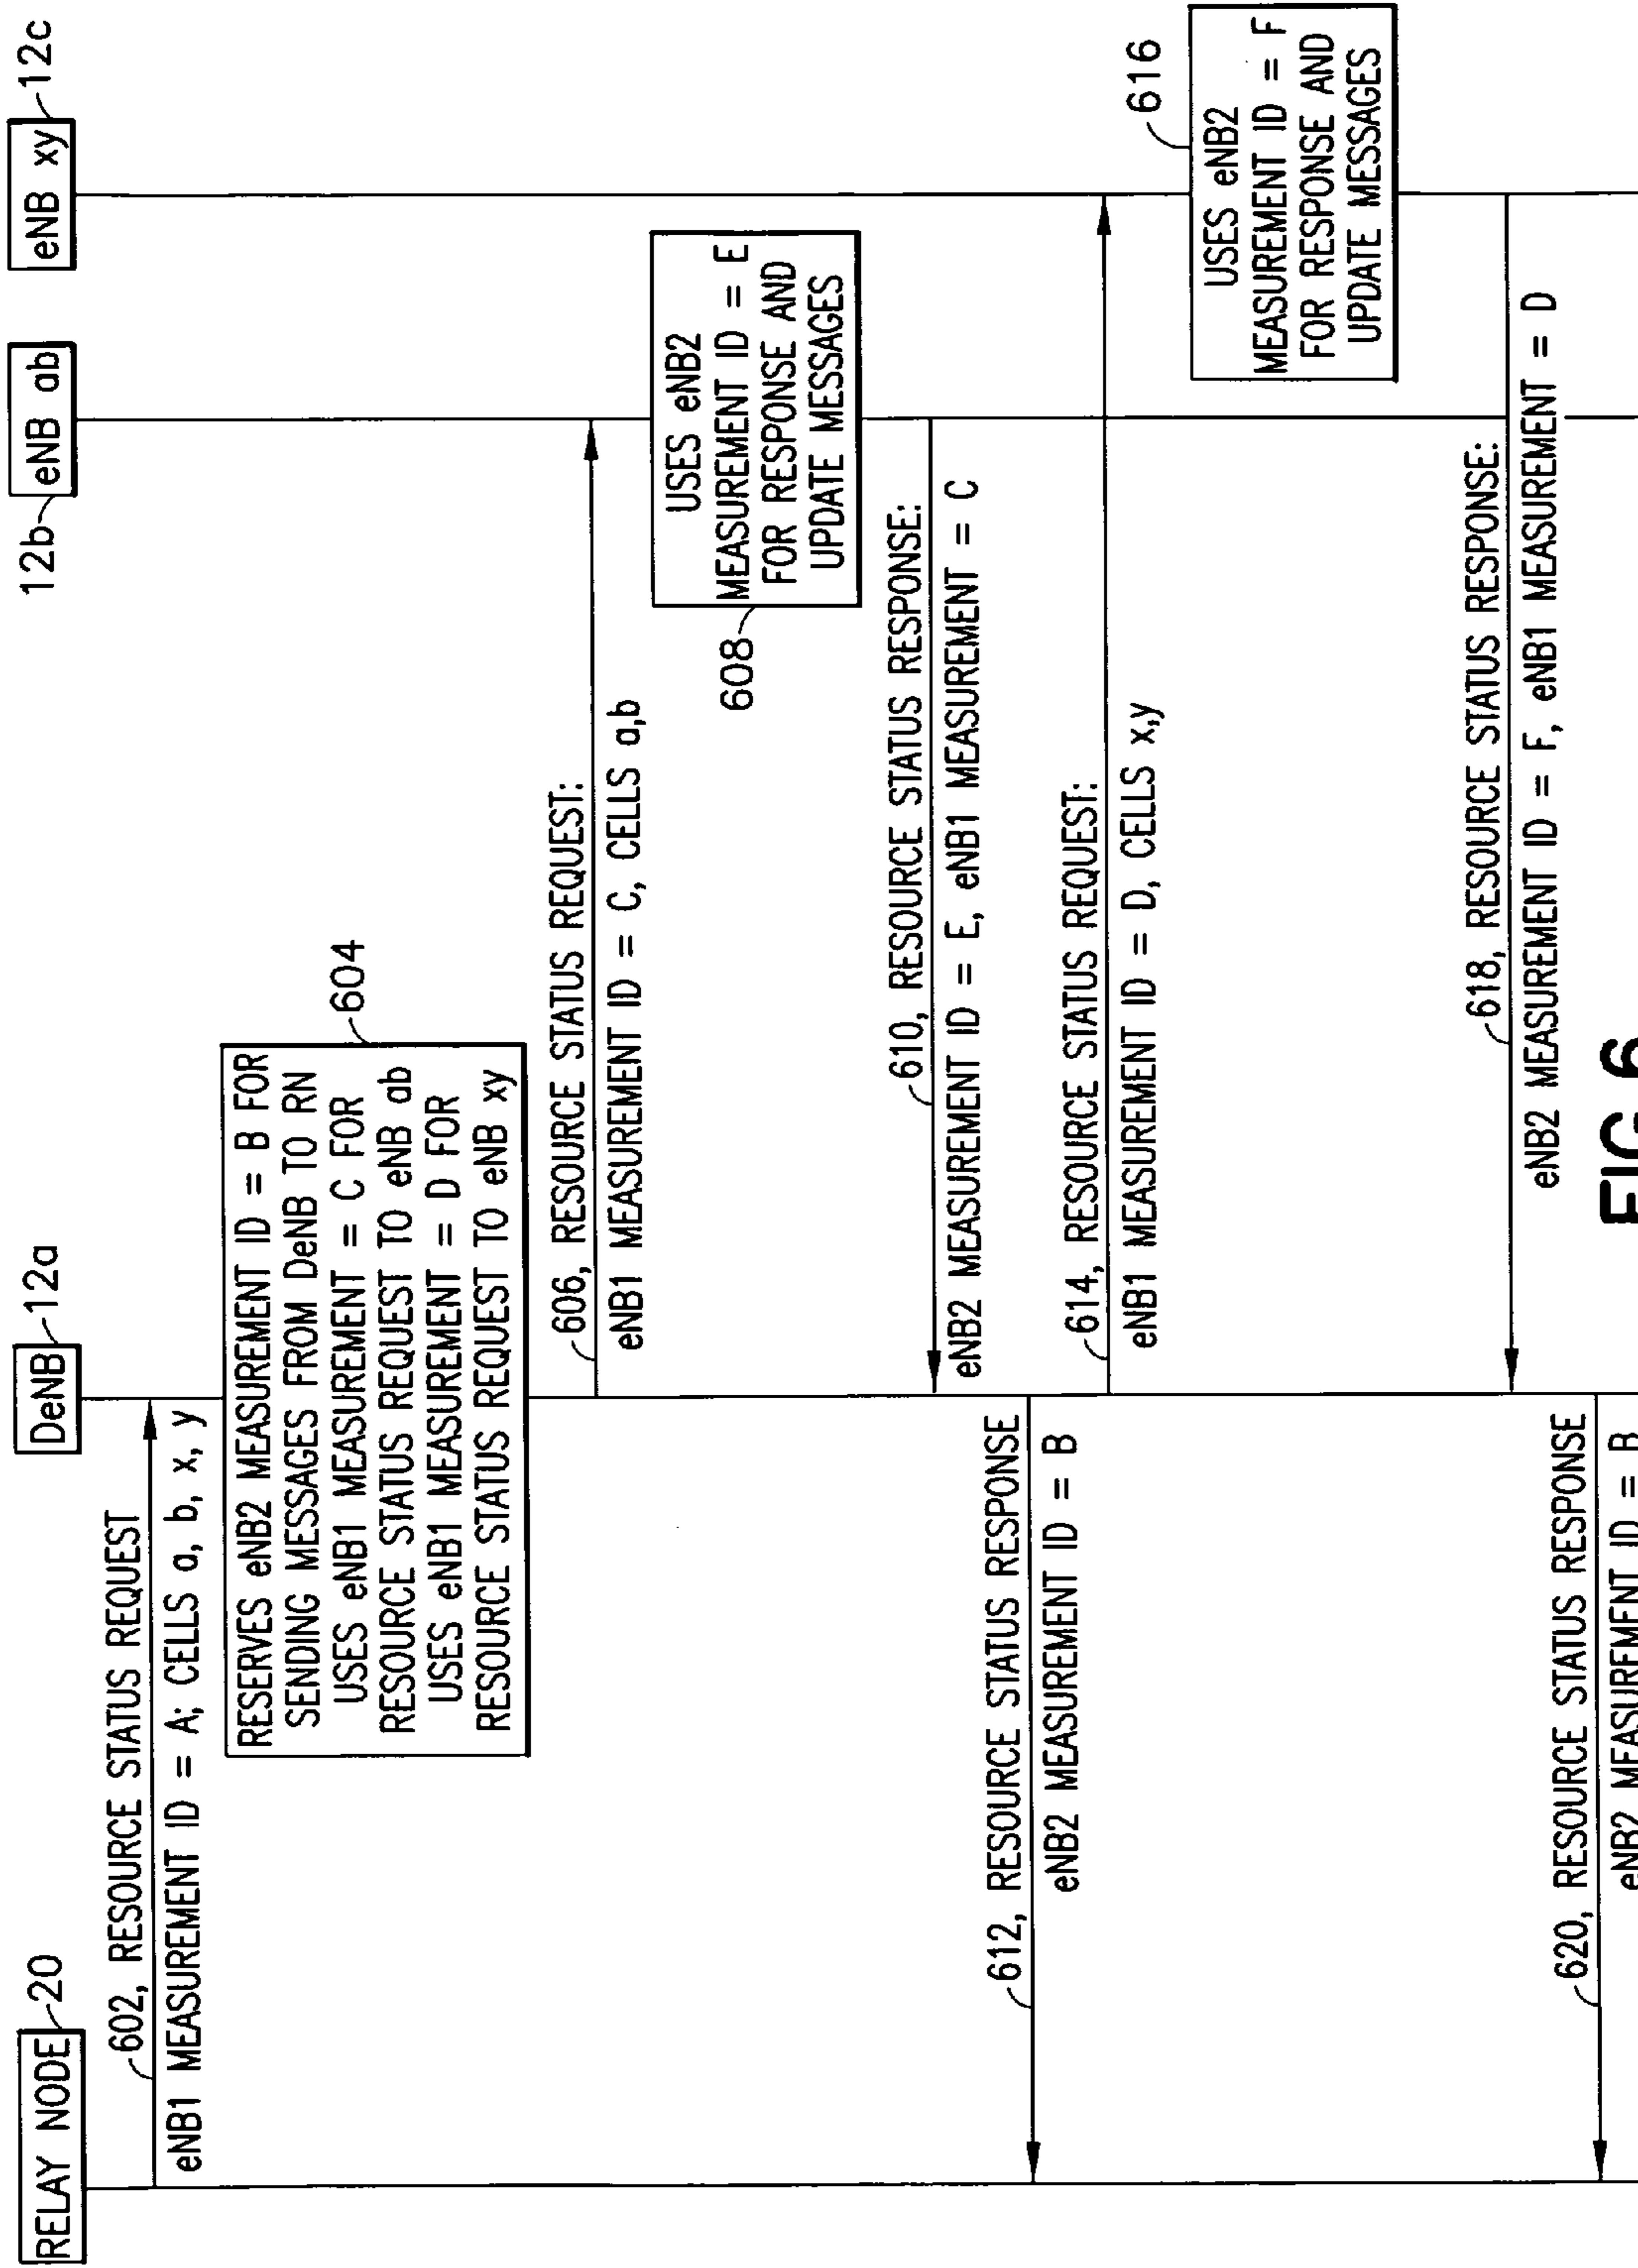 RELAY NODE
20
DeNB
12a
12b
eNB ab
eNB xy
12c
602, RESOURCE STATUS REQUEST
eNB1 MEASUREMENT ID = A; CELLS a, b, x, y
RESERVES eNB2 MEASUREMENT ID = B FOR
SENDING MESSAGES FROM DeNB TO RN
USES eNB1 MEASUREMENT = C FOR
RESOURCE STATUS REQUEST TO eNB ab
USES eNB1 MEASUREMENT = D FOR
RESOURCE STATUS REQUEST TO eNB xy
604
606, RESOURCE STATUS REQUEST:
eNB1 MEASUREMENT ID = C, CELLS a,b
USES eNB2
MEASUREMENT ID = E
FOR RESPONSE AND
UPDATE MESSAGES
608
610, RESOURCE STATUS RESPONSE:
eNB2 MEASUREMENT ID = E, eNB1 MEASUREMENT = C
612, RESOURCE STATUS RESPONSE
eNB2 MEASUREMENT ID = B
614, RESOURCE STATUS REQUEST:
eNB1 MEASUREMENT ID = D, CELLS x,y
616
USES eNB2
MEASUREMENT ID = F
FOR RESPONSE AND
UPDATE MESSAGES
618, RESOURCE STATUS RESPONSE:
eNB2 MEASUREMENT ID = F, eNB1 MEASUREMENT = D
620, RESOURCE STATUS RESPONSE
eNB2 MEASUREMENT ID = B
FIG. 6